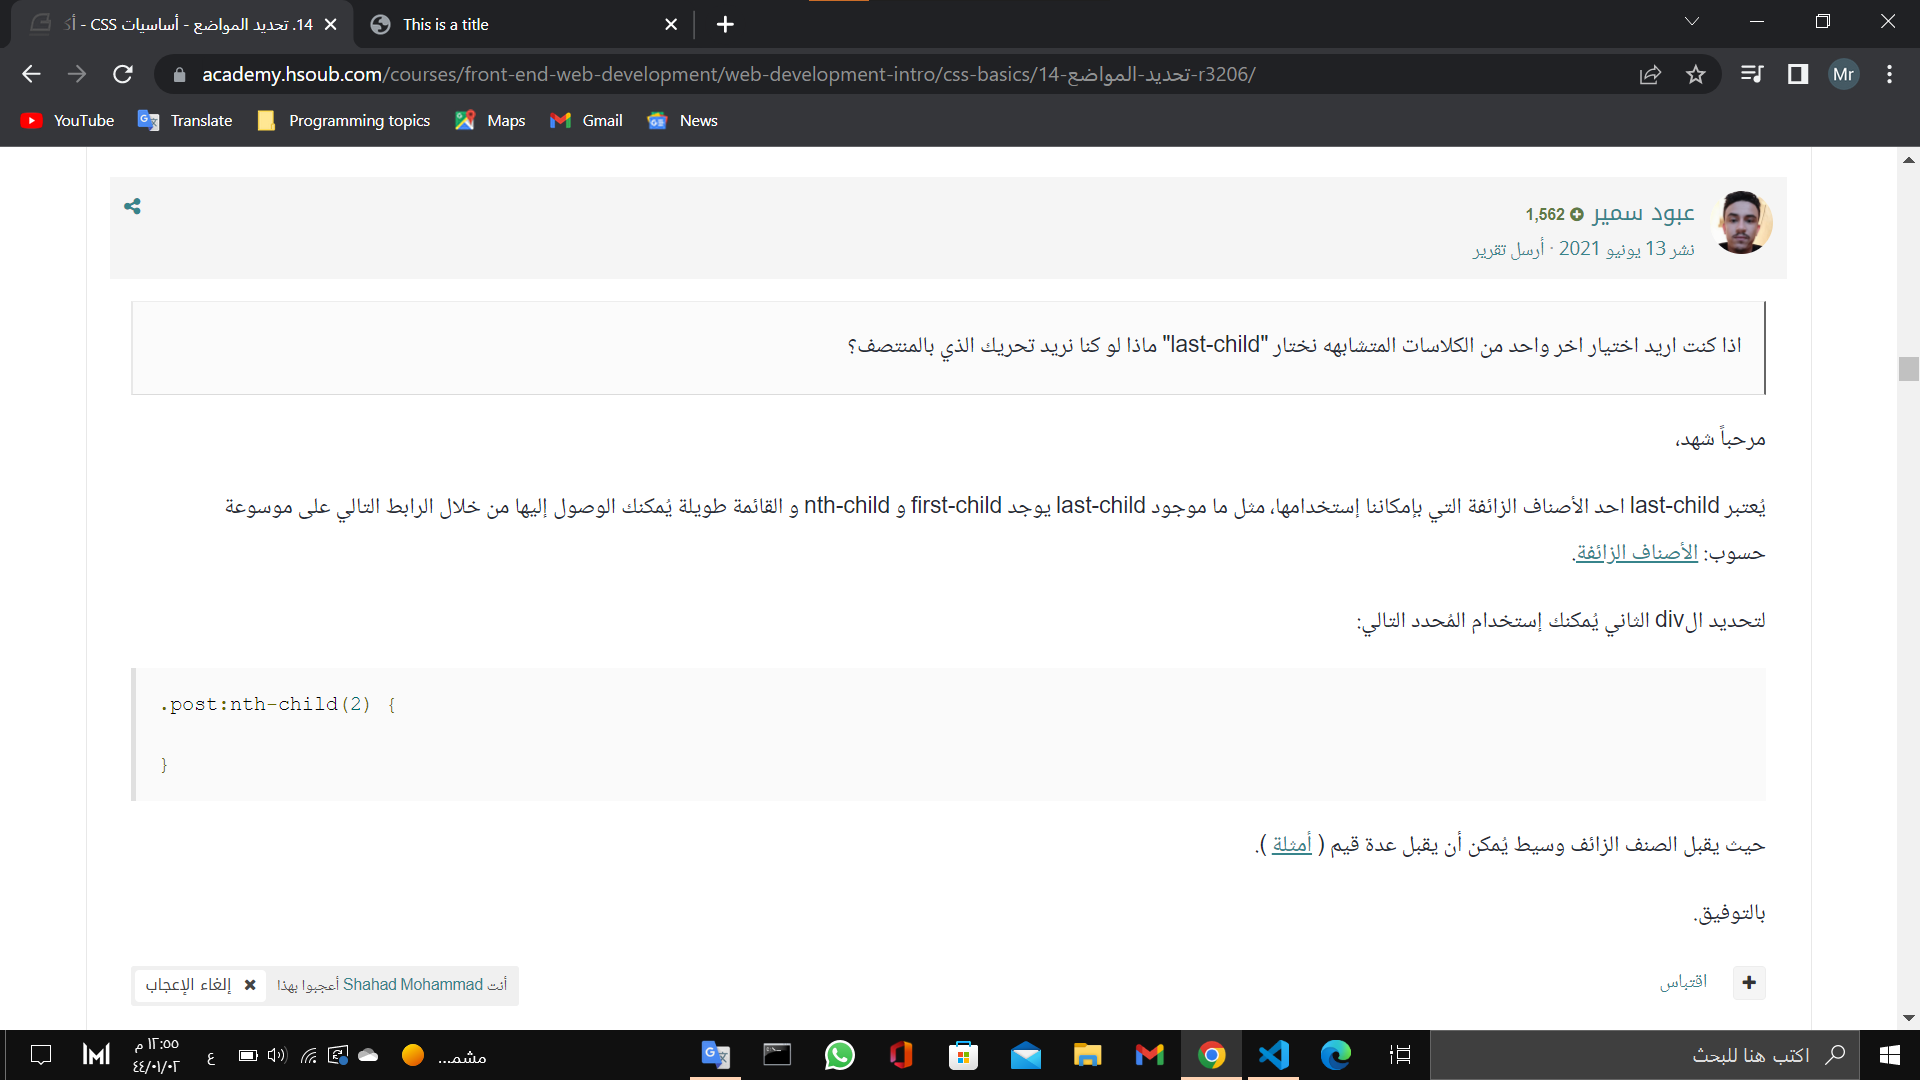 14. تحديد المواضع - أساسيات CSS - أك
This is a title
academy.hsoub.com/courses/front-end-web-development/web-development-intro/css-basics/14-تحديد-المواضع-r3206/
Mr
YouTube
Translate
Programming topics
Maps
Gmail
News
عبود سمير 1,562
نشر 13 يونيو 2021 · أرسل تقرير
اذا كنت اريد اختيار اخر واحد من الكلاسات المتشابهه نختار "last-child" ماذا لو كنا نريد تحريك الذي بالمنتصف؟
مرحباً شهد،
يُعتبر last-child احد الأصناف الزائفة التي بإمكاننا إستخدامها، مثل ما موجود last-child يوجد first-child و nth-child و القائمة طويلة يُمكنك الوصول إليها من خلال الرابط التالي على موسوعة
حسوب: الأصناف الزائفة.
لتحديد الdiv الثاني يُمكنك إستخدام المُحدد التالي:
.post:nth-child(2) {
}
حيث يقبل الصنف الزائف وسيط يُمكن أن يقبل عدة قيم ( أمثلة ).
بالتوفيق.
اقتباس
أنت Shahad Mohammad أعجبوا بهذا
إلغاء الإعجاب
١٢:٥٥ م
٤٤/٠١/٠٢
ع
مشمـ...
اكتب هنا للبحث